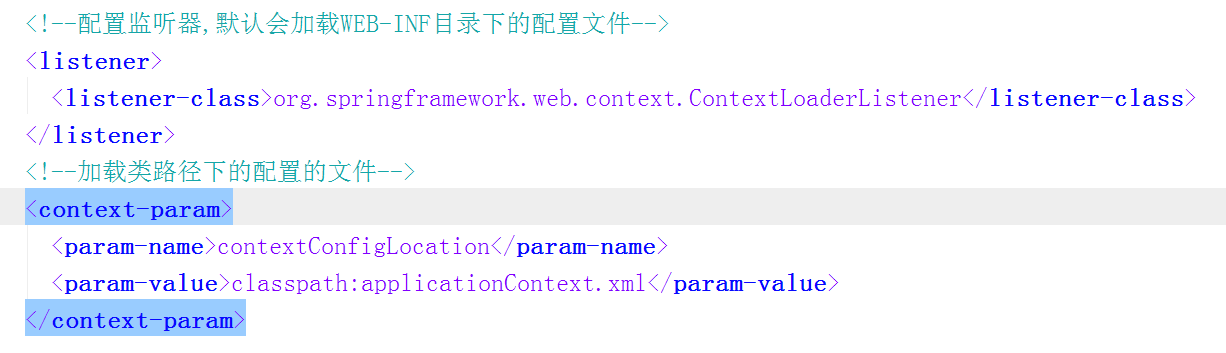 <!--配置监听器,默认会加载WEB-INF目录下的配置文件-->
<listener>
<listener-class>org.springframework.web.context.ContextLoaderListener</listener-class>
</listener>
<!--加载类路径下的配置的文件-->
<context-param>
<param-name>contextConfigLocation</param-name>
<param-value>classpath:applicationContext.xml</param-value>
</context-param>